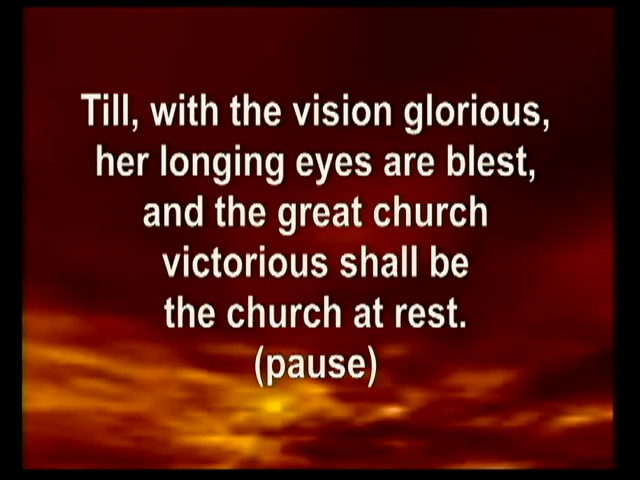 Till, with the vision glorious,
her longing eyes are blest,
and the great church
victorious shall be
the church at rest.
(pause)